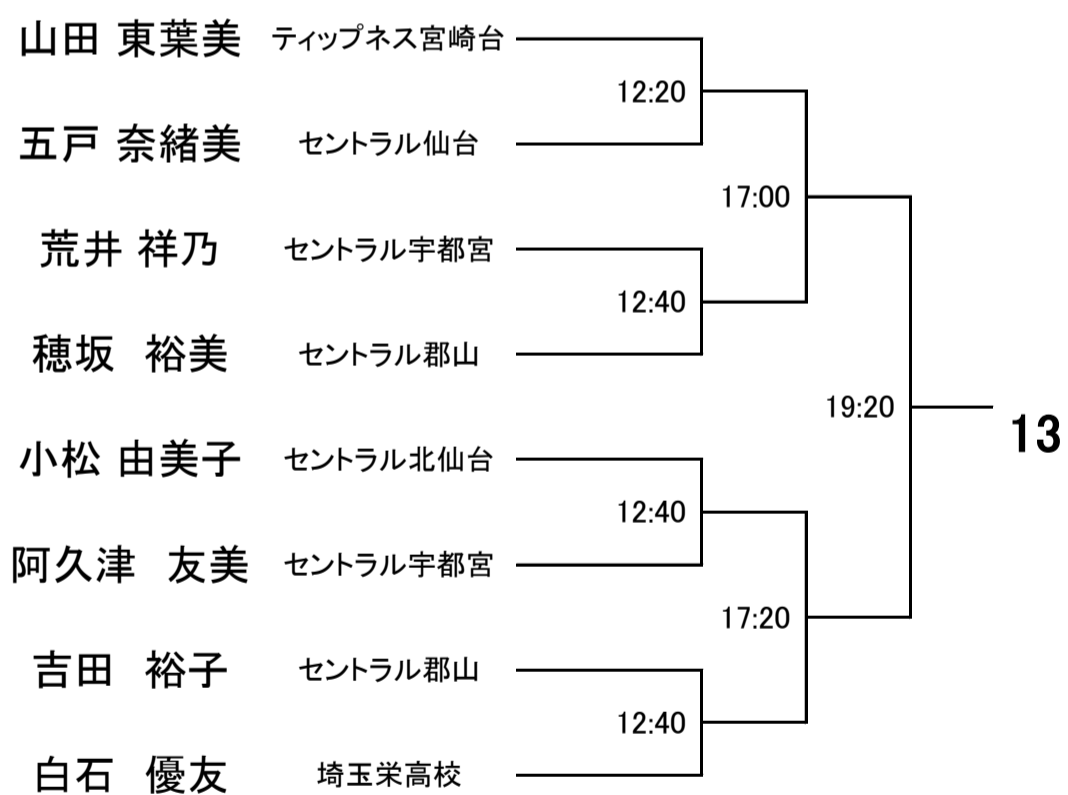 山田 東葉美 ティップネス宮崎台
12:20
五戸 奈緒美 セントラル仙台
17:00
荒井 祥乃 セントラル宇都宮
12:40
穂坂 裕美 セントラル郡山
19:20
13
小松 由美子 セントラル北仙台
12:40
阿久津 友美 セントラル宇都宮
17:20
吉田 裕子 セントラル郡山
12:40
白石 優友 埼玉栄高校